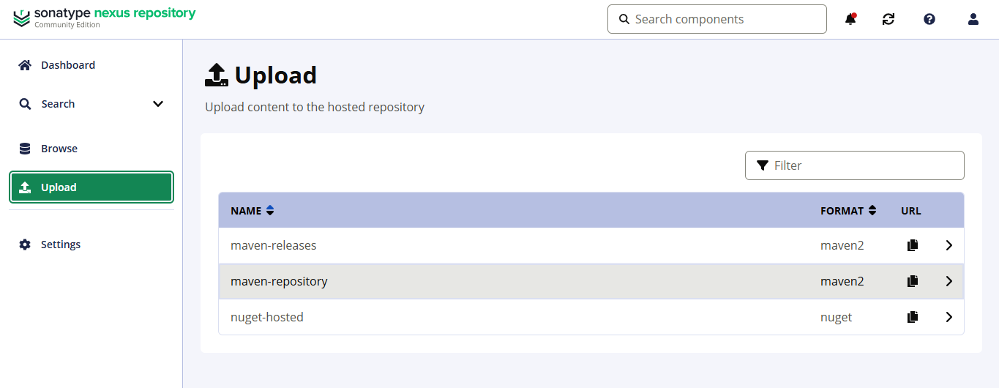 sonatype nexus repository
Community Edition
Search components
Dashboard
Search
Browse
Upload
Settings
Upload
Upload content to the hosted repository
Filter
NAME FORMAT URL
maven-releases maven2
maven-repository maven2
nuget-hosted nuget